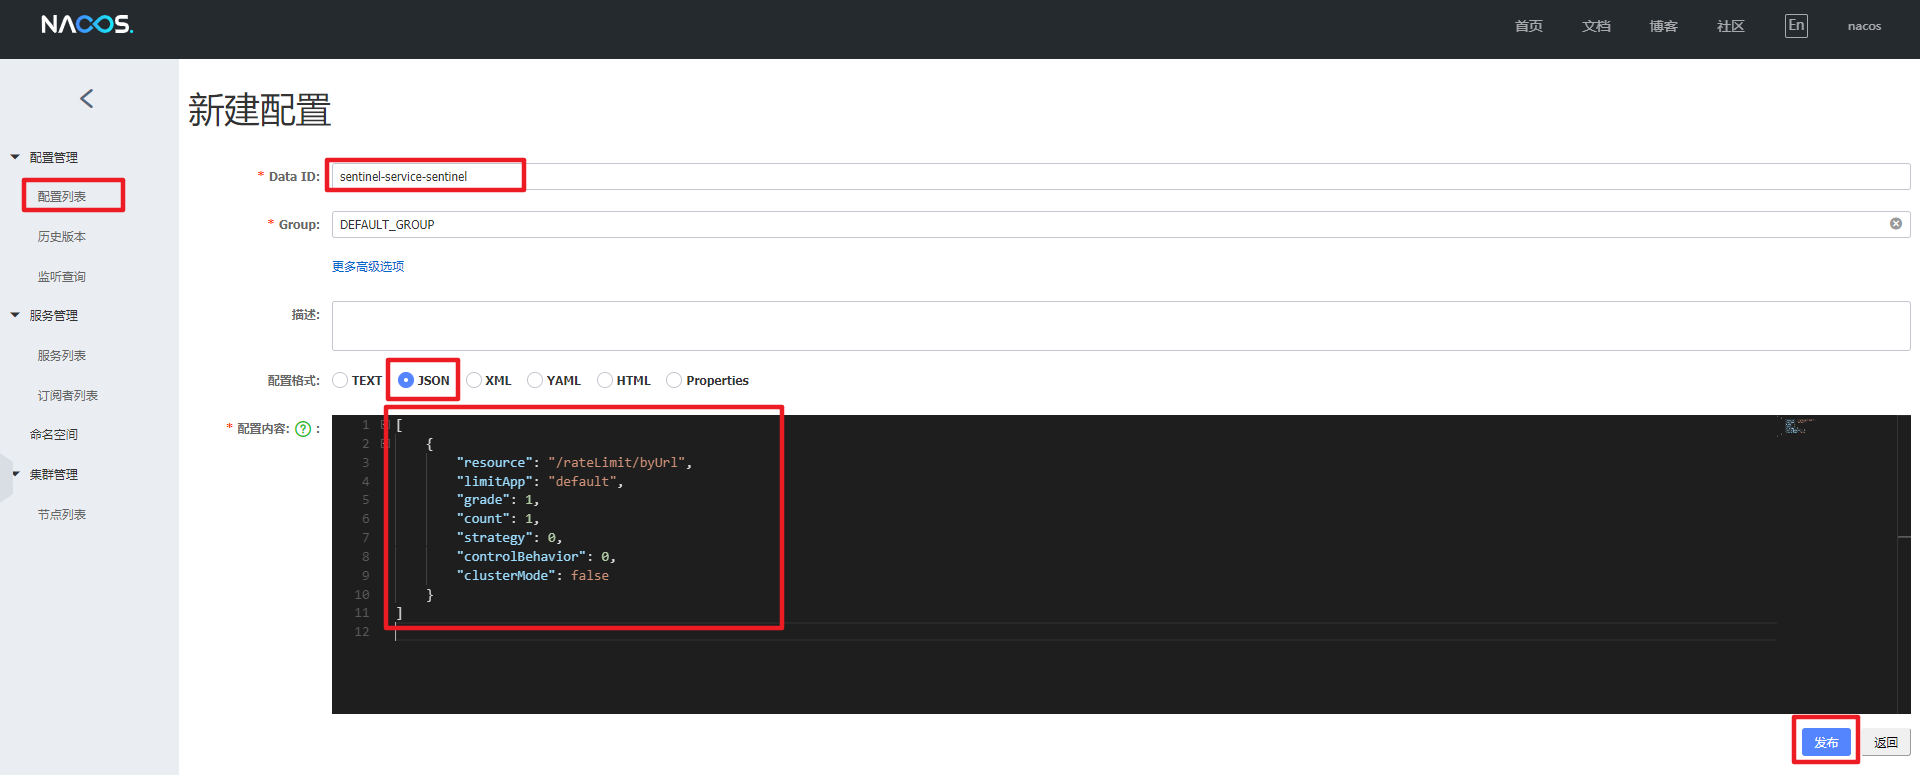 NACOS.
首页 文档 博客 社区 En nacos
新建配置
配置管理
配置列表
历史版本
监听查询
服务管理
服务列表
订阅者列表
命名空间
集群管理
节点列表
* Data ID: sentinel-service-sentinel
* Group: DEFAULT_GROUP
更多高级选项
描述:
配置格式: TEXT JSON XML YAML HTML Properties
* 配置内容: ? :
1 [
2 {
3 "resource": "/rateLimit/byUrl",
4 "limitApp": "default",
5 "grade": 1,
6 "count": 1,
7 "strategy": 0,
8 "controlBehavior": 0,
9 "clusterMode": false
10 }
11 ]
12
发布 返回